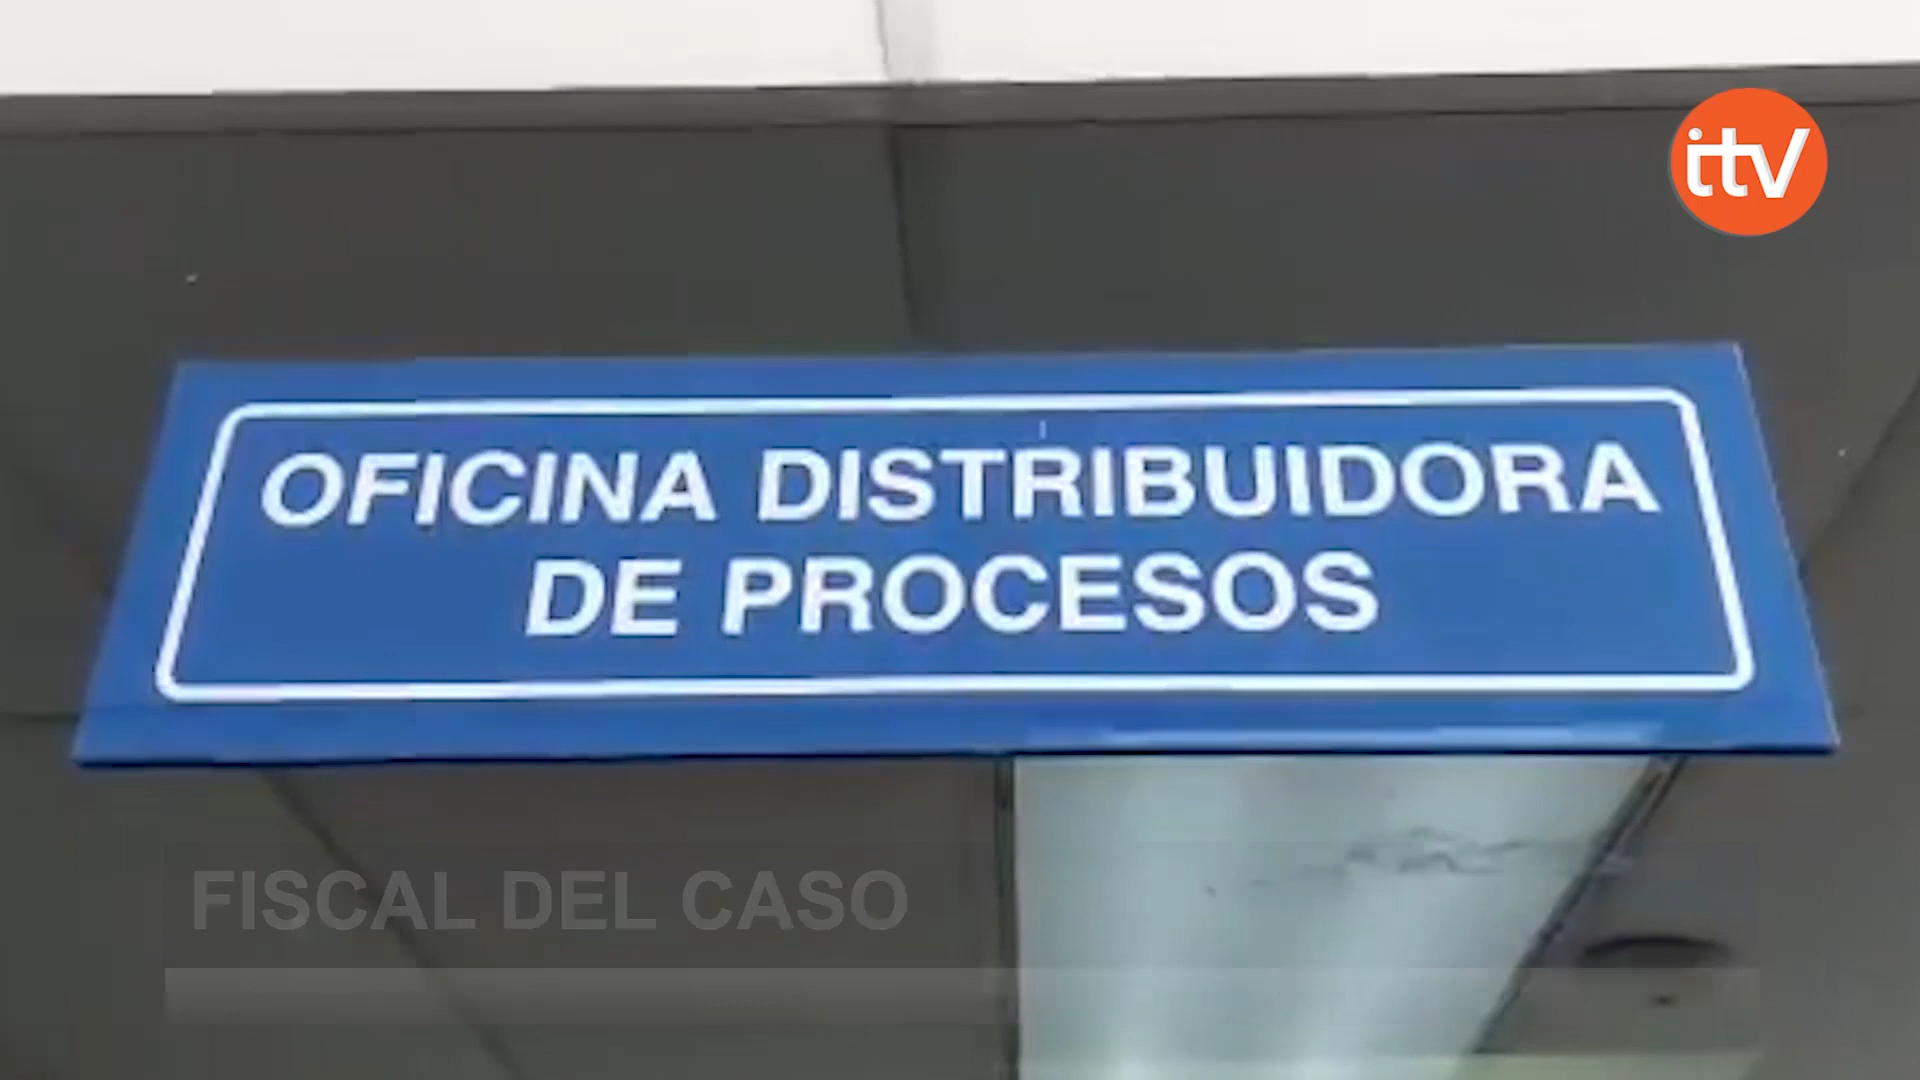 itv
OFICINA DISTRIBUIDORA
DE PROCESOS
FISCAL DEL CASO